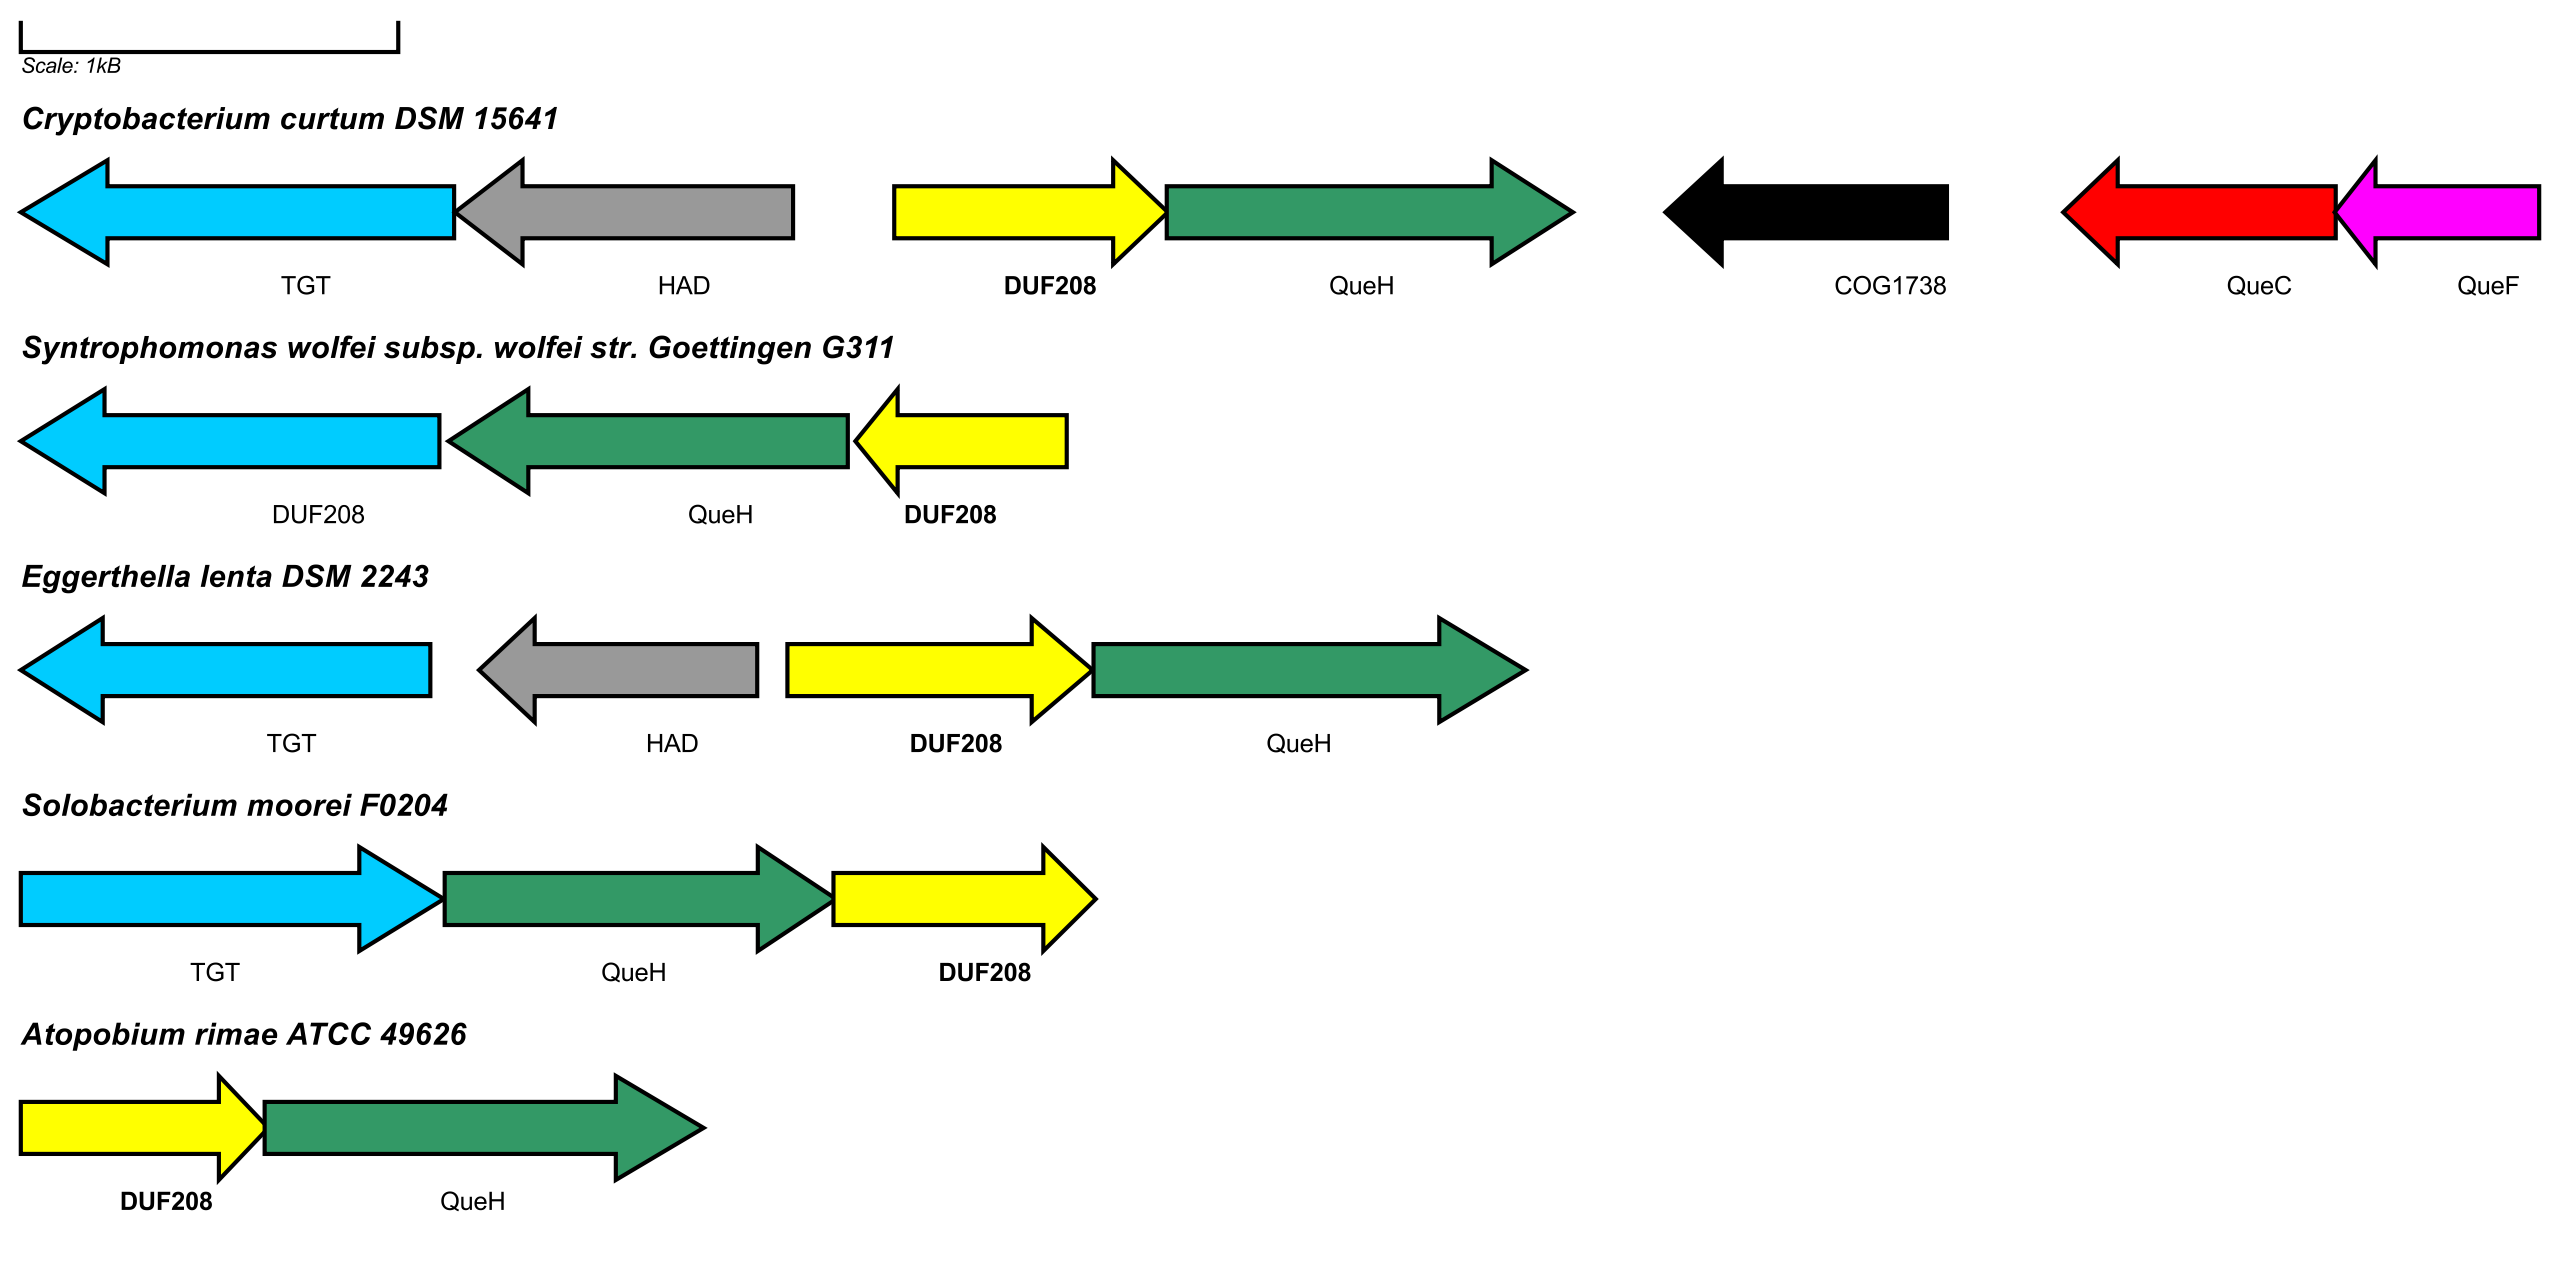 Scale: 1kB
Cryptobacterium curtum DSM 15641
TGT HAD DUF208 QueH COG1738 QueC QueF
Syntrophomonas wolfei subsp. wolfei str. Goettingen G311
DUF208 QueH DUF208
Eggerthella lenta DSM 2243
TGT HAD DUF208 QueH
Solobacterium moorei F0204
TGT QueH DUF208
Atopobium rimae ATCC 49626
DUF208 QueH